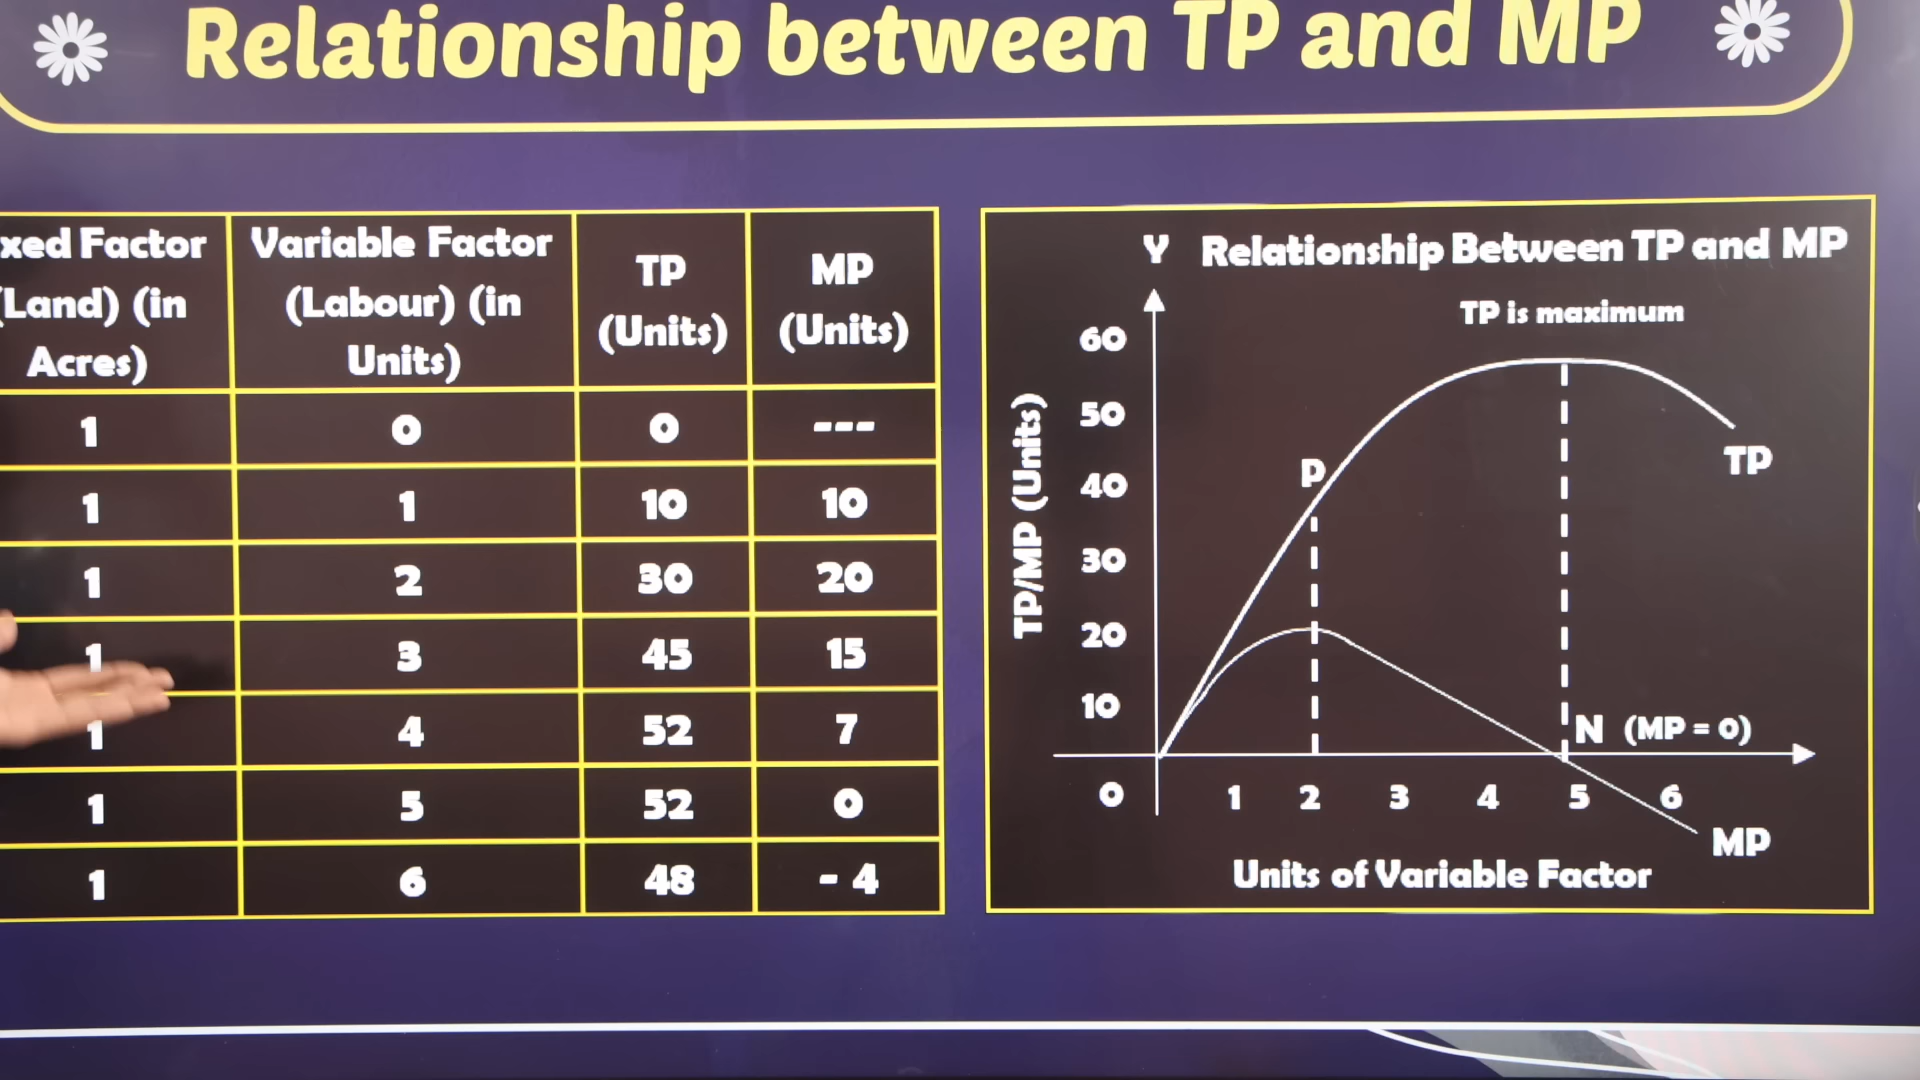 Relationship between TP and MP
xed Factor
(Land) (in
Acres)
Variable Factor
(Labour) (in
Units)
TP
(Units)
MP
(Units)
1 0 0 ---
1 1 10 10
1 2 30 20
1 3 45 15
1 4 52 7
1 5 52 0
1 6 48 - 4
Y Relationship Between TP and MP
TP is maximum
TP/MP (Units)
60
50
40
30
20
10
P
TP
N (MP = 0)
0 1 2 3 4 5 6
MP
Units of Variable Factor